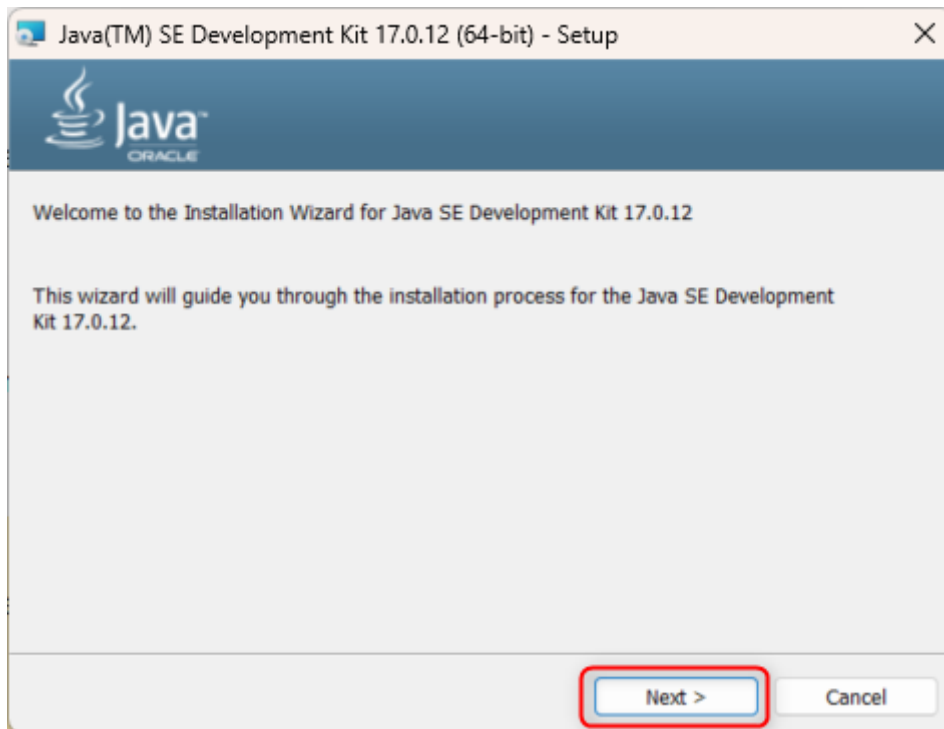 Java(TM) SE Development Kit 17.0.12 (64-bit) - Setup
Java™
ORACLE
Welcome to the Installation Wizard for Java SE Development Kit 17.0.12
This wizard will guide you through the installation process for the Java SE Development
Kit 17.0.12.
Next > Cancel